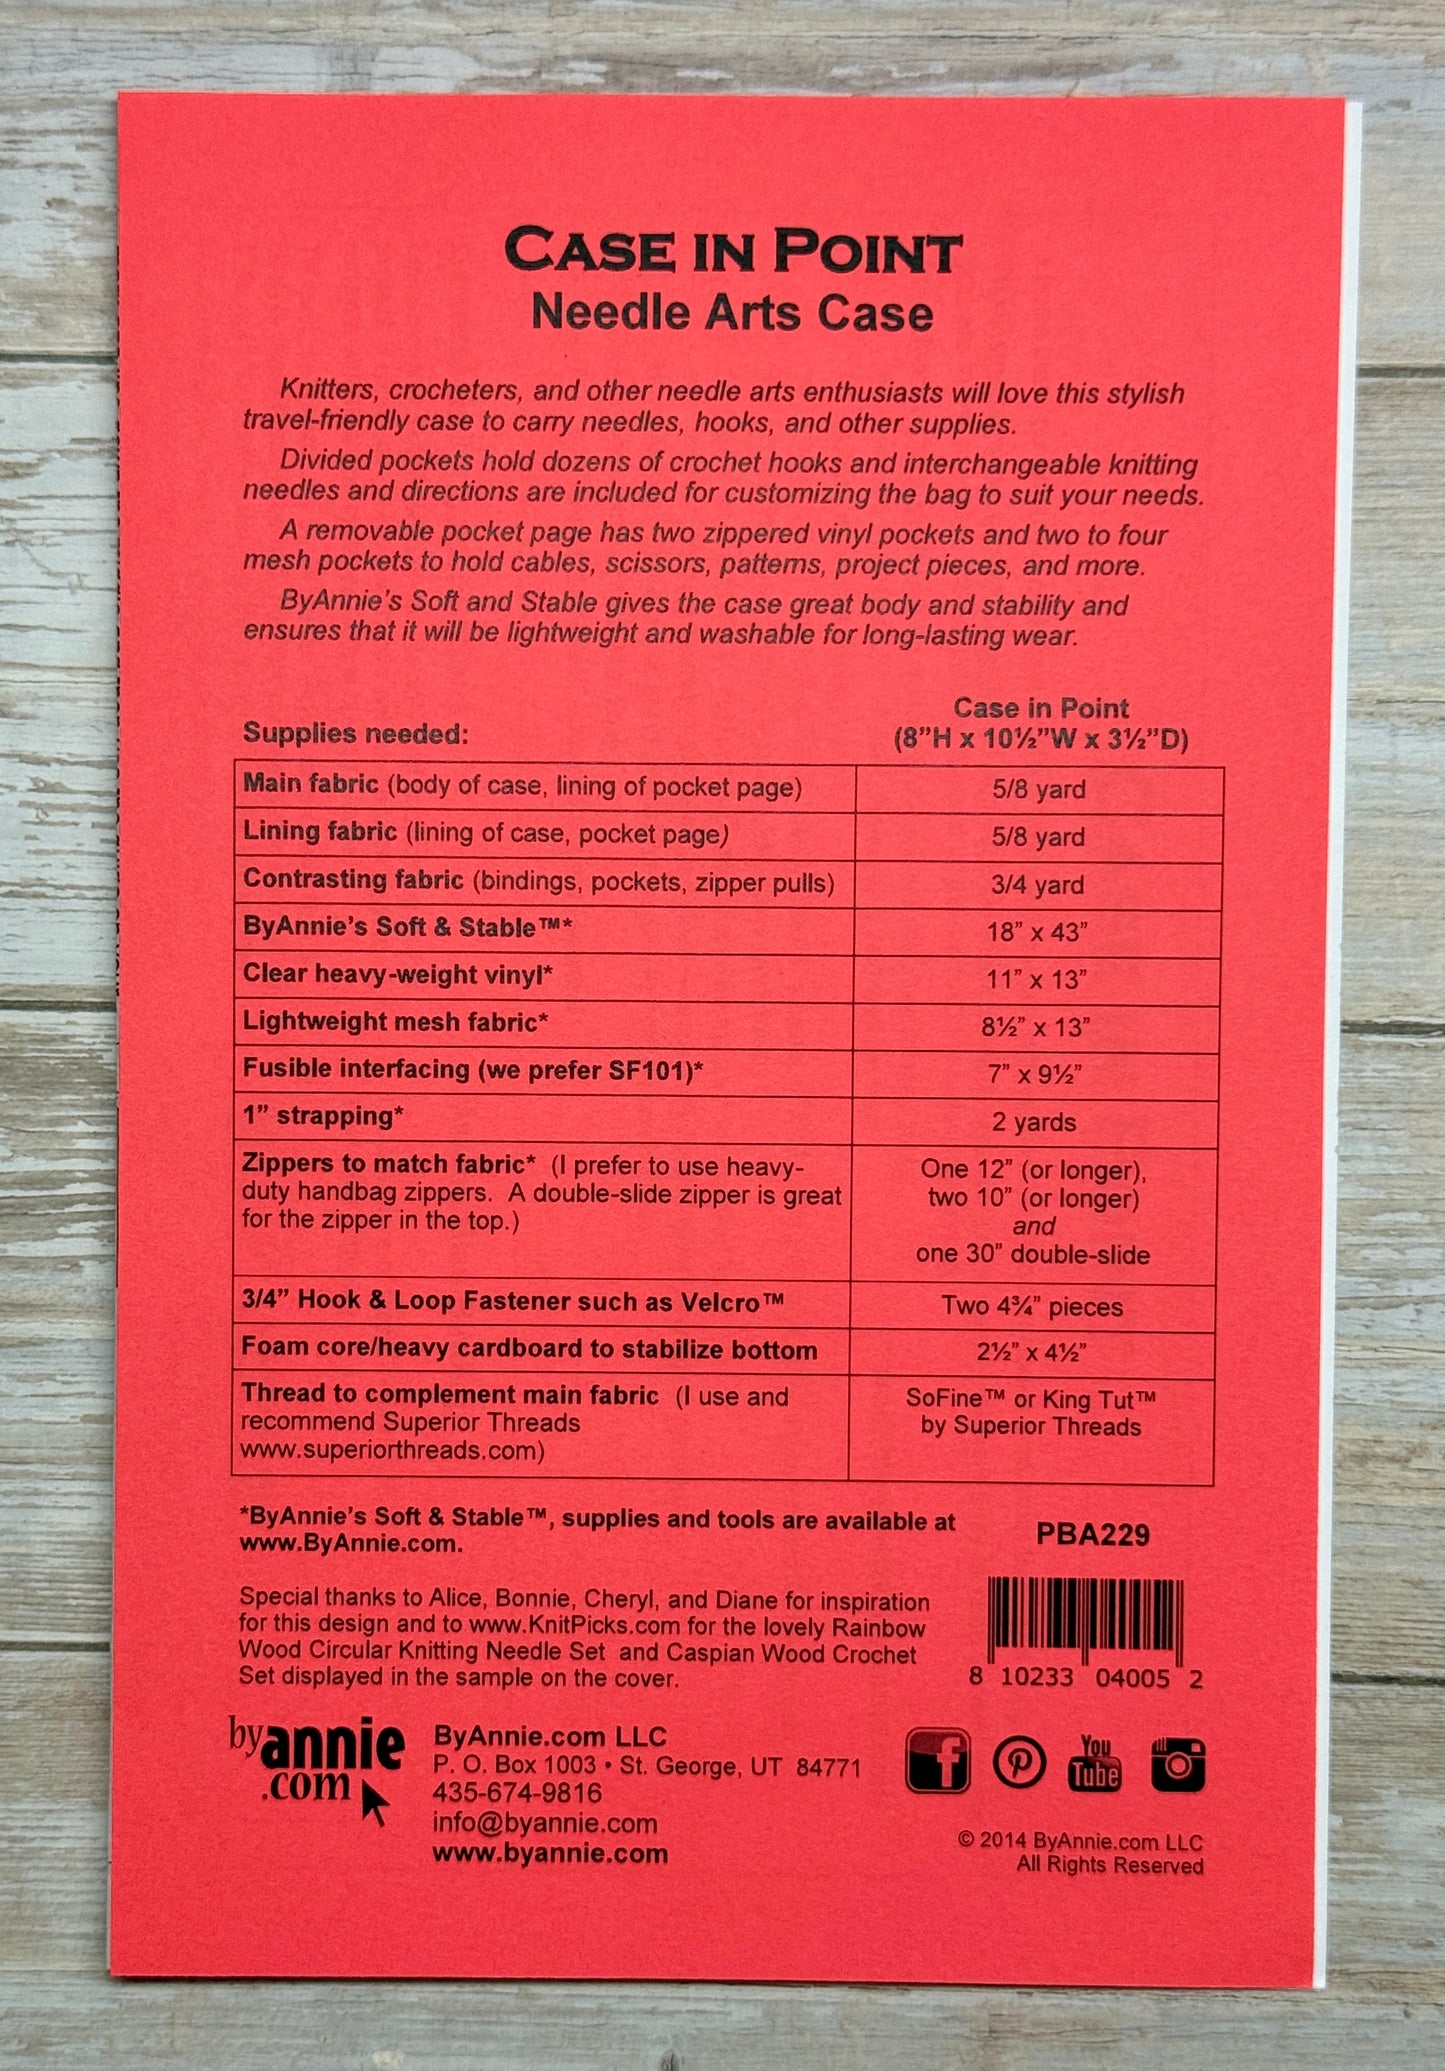 CASE IN POINT
Needle Arts Case
Knitters, crocheters, and other needle arts enthusiasts will love this stylish
travel-friendly case to carry needles, hooks, and other supplies.
Divided pockets hold dozens of crochet hooks and interchangeable knitting
needles and directions are included for customizing the bag to suit your needs.
A removable pocket page has two zippered vinyl pockets and two to four
mesh pockets to hold cables, scissors, patterns, project pieces, and more.
ByAnnie's Soft and Stable gives the case great body and stability and
ensures that it will be lightweight and washable for long-lasting wear.
Case in Point
Supplies needed: (8”H x 10½”W x 3½”D)
Main fabric (body of case, lining of pocket page) 5/8 yard
Lining fabric (lining of case, pocket page) 5/8 yard
Contrasting fabric (bindings, pockets, zipper pulls) 3/4 yard
ByAnnie’s Soft & Stable™* 18” x 43”
Clear heavy-weight vinyl* 11” x 13”
Lightweight mesh fabric* 8½” x 13”
Fusible interfacing (we prefer SF101)* 7” x 9½”
1” strapping* 2 yards
Zippers to match fabric* (I prefer to use heavy-
duty handbag zippers. A double-slide zipper is great
for the zipper in the top.)
One 12” (or longer),
two 10” (or longer)
and
one 30” double-slide
3/4” Hook & Loop Fastener such as Velcro™ Two 4¾” pieces
Foam core/heavy cardboard to stabilize bottom 2½” x 4½”
Thread to complement main fabric (I use and
recommend Superior Threads
www.superiorthreads.com)
SoFine™ or King Tut™
by Superior Threads
*ByAnnie’s Soft & Stable™, supplies and tools are available at
www.ByAnnie.com.
PBA229
Special thanks to Alice, Bonnie, Cheryl, and Diane for inspiration
for this design and to www.KnitPicks.com for the lovely Rainbow
Wood Circular Knitting Needle Set and Caspian Wood Crochet
Set displayed in the sample on the cover.
8 10233 04005 2
byannie
.com
ByAnnie.com LLC
P. O. Box 1003 • St. George, UT 84771
435-674-9816
info@byannie.com
www.byannie.com
f
You
Tube
© 2014 ByAnnie.com LLC
All Rights Reserved